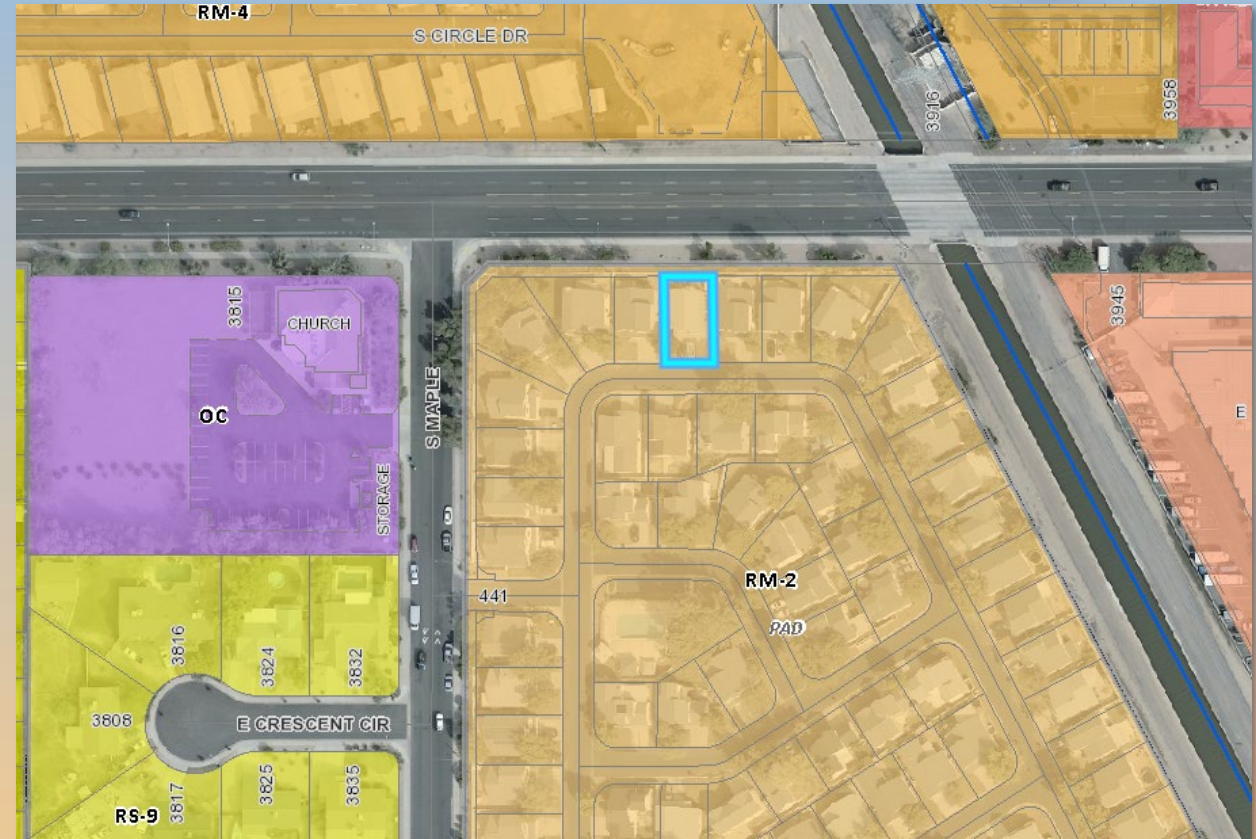 RM-4
S CIRCLE DR
3916
3958
3815
CHURCH
3945
OC
S MAPLE
E
STORAGE
RM-2
441
PAD
3816
3824
3832
3808
E CRESCENT CIR
3817
3825
3835
RS-9